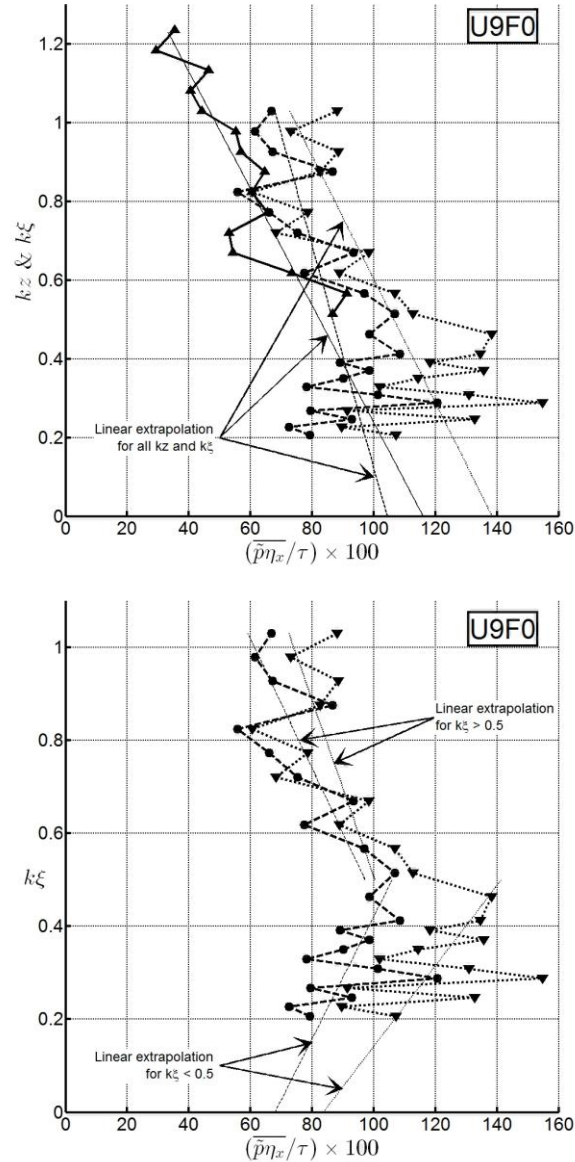 U9F0
1.2
1
0.8
0.6
0.4
0.2
0
kz & kξ
Linear extrapolation
for all kz and kξ
0 20 40 60 80 100 120 140 160
(p̃η̅ₓ/τ) × 100
U9F0
1
0.8
0.6
0.4
0.2
0
kξ
Linear extrapolation
for kξ > 0.5
Linear extrapolation
for kξ < 0.5
0 20 40 60 80 100 120 140 160
(p̃η̅ₓ/τ) × 100